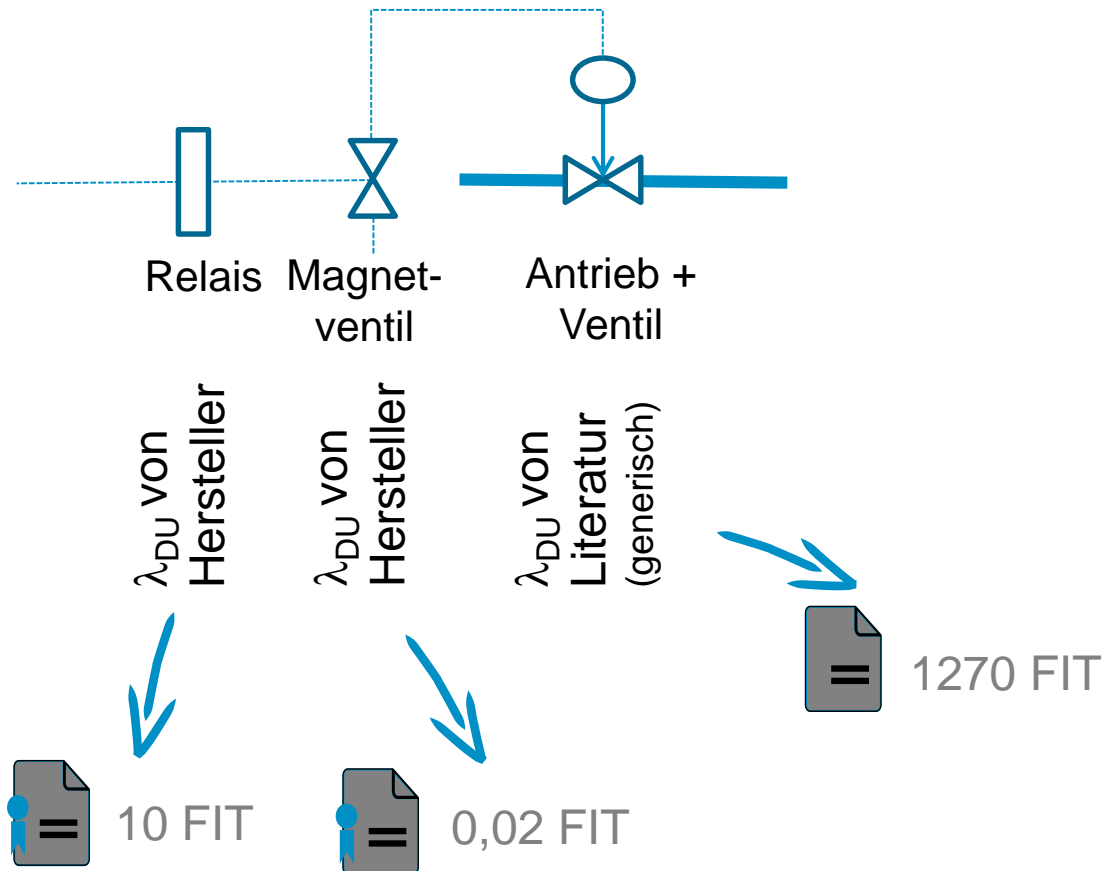 Relais
Magnet-
ventil
Antrieb +
Ventil
λDU von
Hersteller
λDU von
Hersteller
λDU von
Literatur
(generisch)
10 FIT
0,02 FIT
1270 FIT